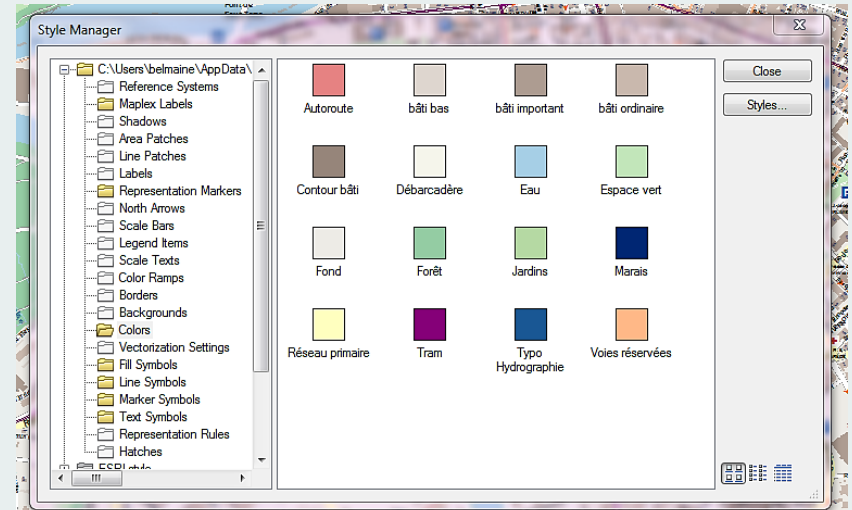 Style Manager
C:\Users\belmaine\AppData\
Reference Systems
Maplex Labels
Shadows
Area Patches
Line Patches
Labels
Representation Markers
North Arrows
Scale Bars
Legend Items
Scale Texts
Color Ramps
Borders
Backgrounds
Colors
Vectorization Settings
Fill Symbols
Line Symbols
Marker Symbols
Text Symbols
Representation Rules
Hatches
ESRI.style
Autoroute
bâti bas
bâti important
bâti ordinaire
Contour bâti
Débarcadère
Eau
Espace vert
Fond
Forêt
Jardins
Marais
Réseau primaire
Tram
Typo
Hydrographie
Voies réservées
Close
Styles...